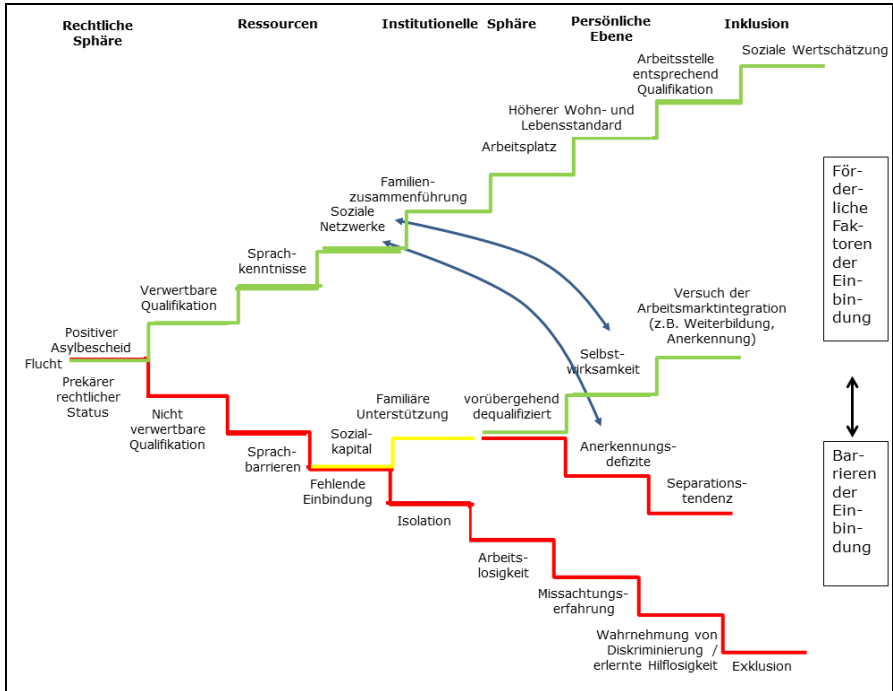 Rechtliche
Sphäre
Ressourcen
Institutionelle Sphäre
Persönliche
Ebene
Inklusion
Soziale Wertschätzung
Arbeitsstelle
entsprechend
Qualifikation
Höherer Wohn- und
Lebensstandard
Arbeitsplatz
Familien-
zusammenführung
Soziale
Netzwerke
Sprach-
kenntnisse
Verwertbare
Qualifikation
Positiver
Asylbescheid
Flucht
Prekärer
rechtlicher
Status
Nicht
verwertbare
Qualifikation
Sprach-
barrieren
Sozial-
kapital
Familiäre
Unterstützung
Fehlende
Einbindung
Isolation
Arbeits-
losigkeit
Missachtungs-
erfahrung
Wahrnehmung von
Diskriminierung /
erlernte Hilflosigkeit
Exklusion
vorübergehend
dequalifiziert
Selbst-
wirksamkeit
Versuch der
Arbeitsmarktintegration
(z.B. Weiterbildung,
Anerkennung)
Anerkennungs-
defizite
Separations-
tendenz
För-
der-
liche
Fak-
toren
der
Ein-
bin-
dung
Bar-
rieren
der
Ein-
bin-
dung